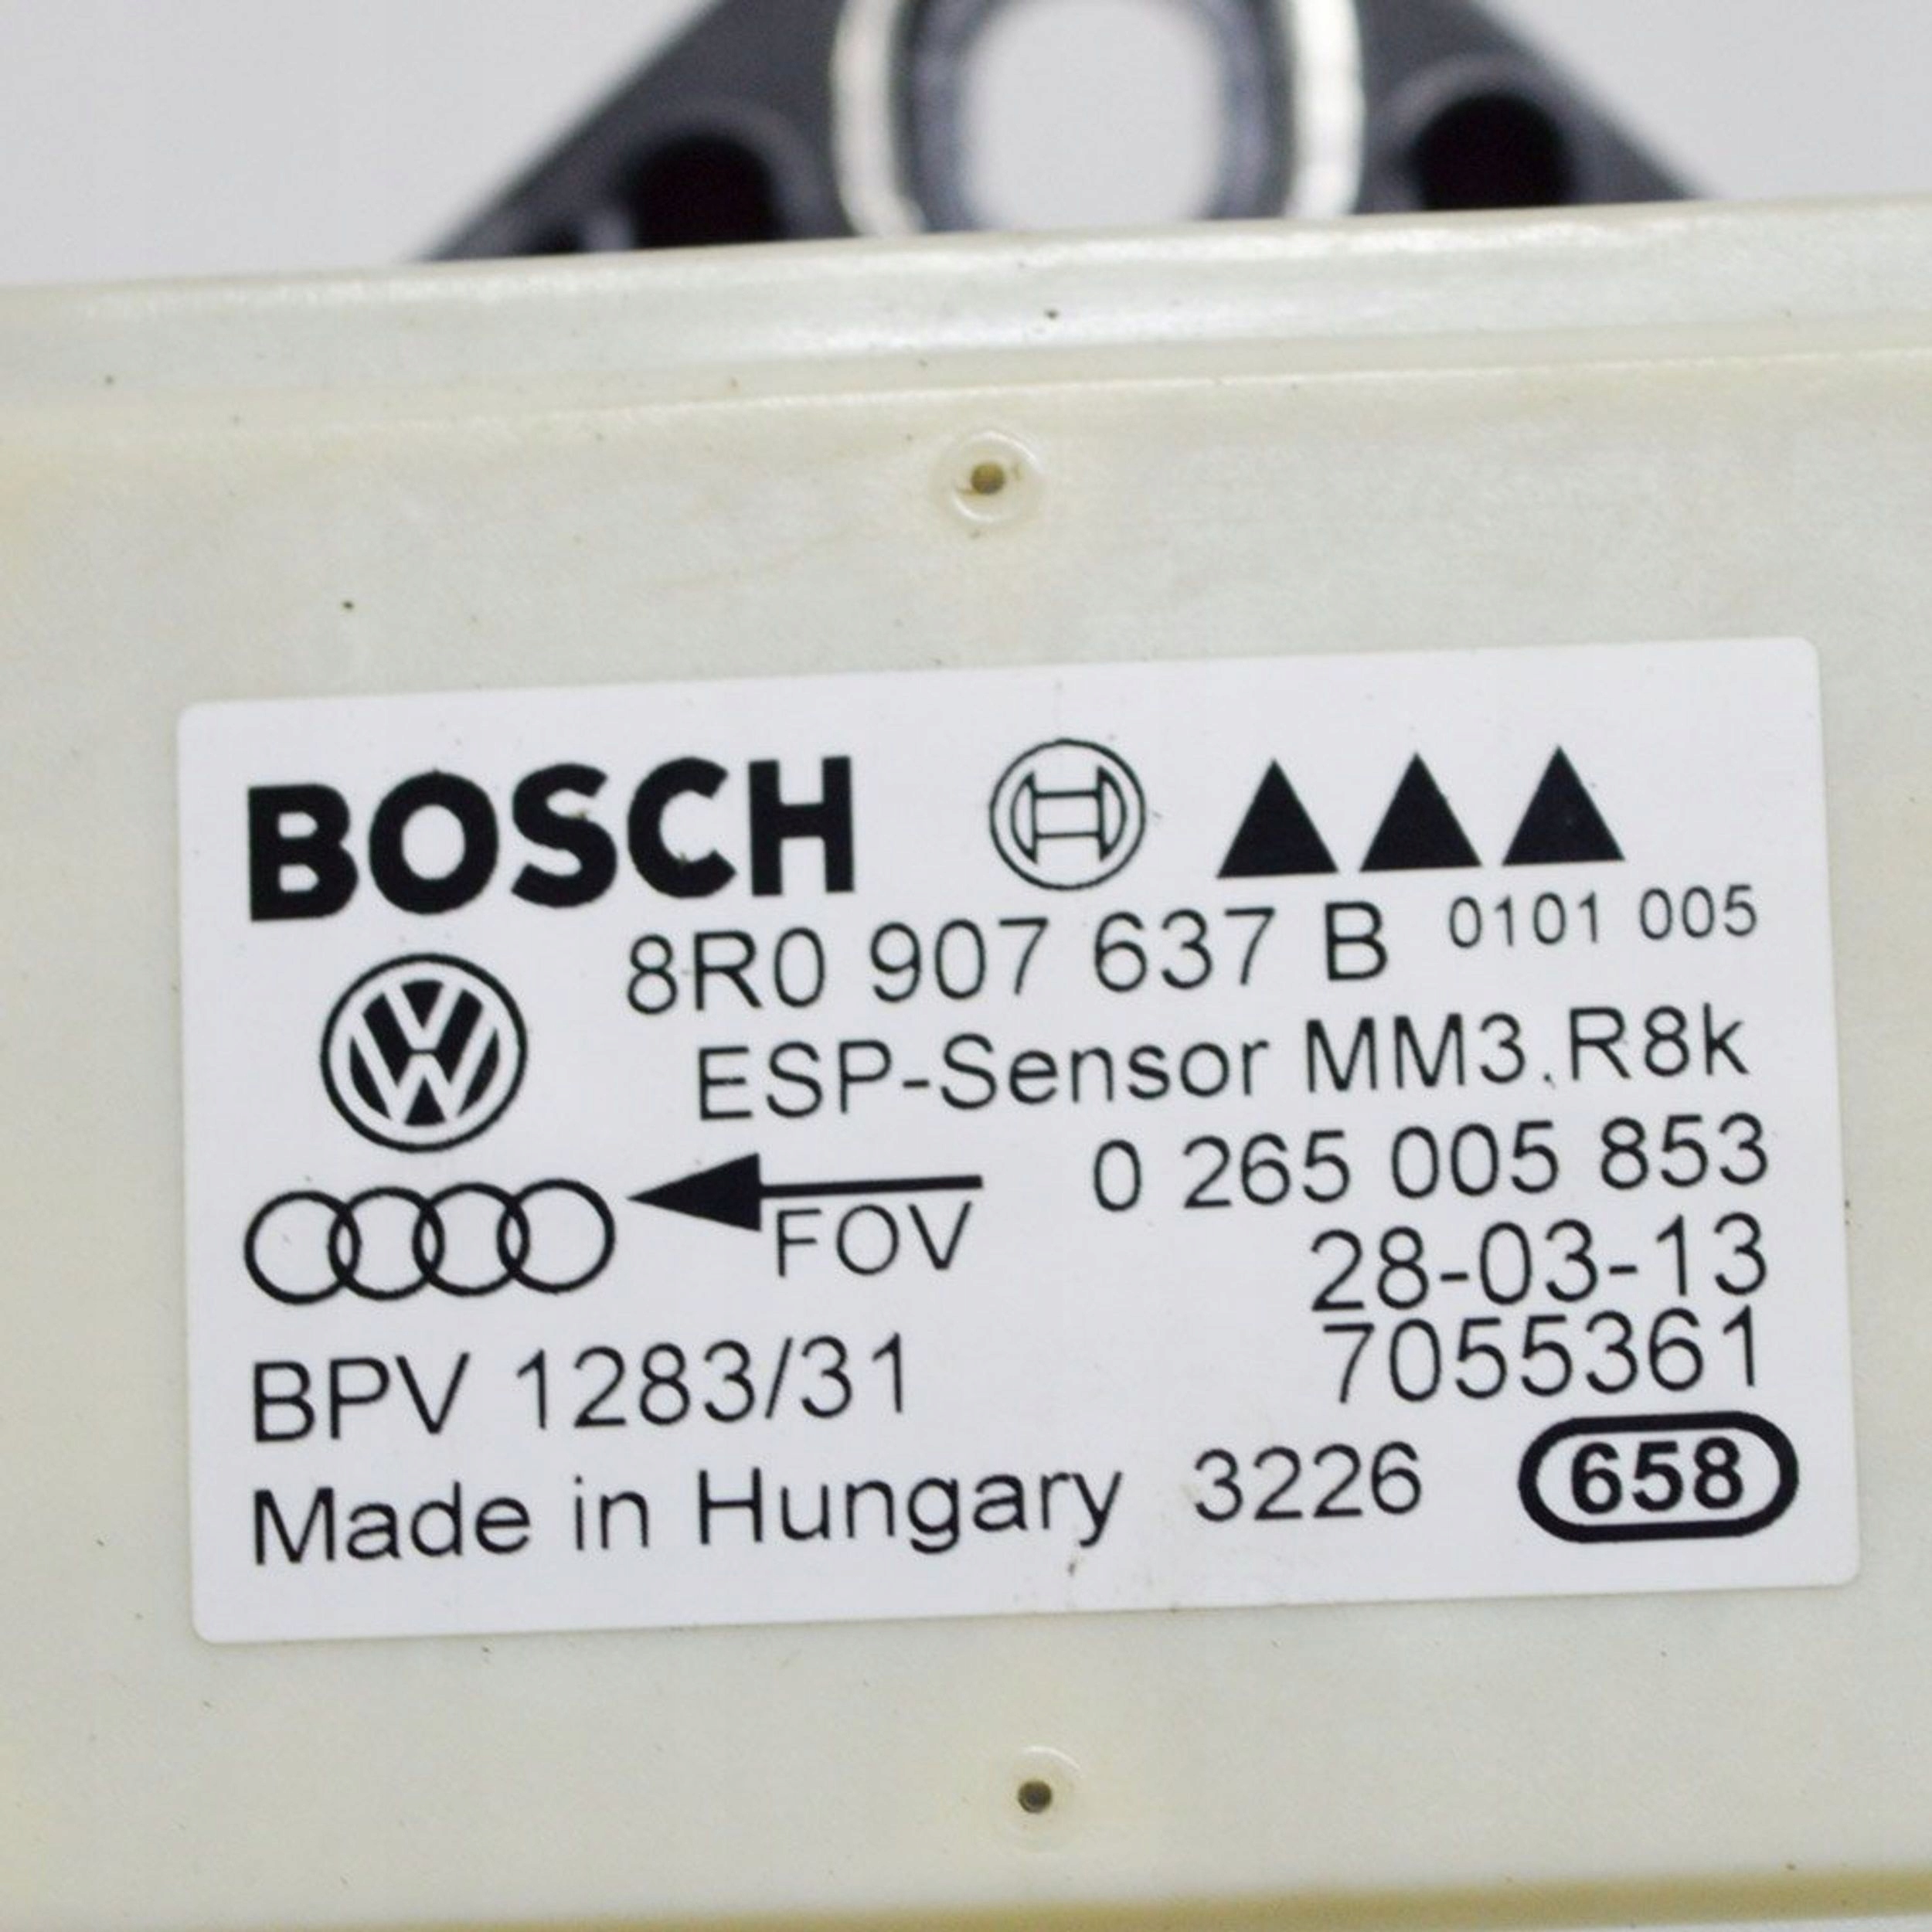 BOSCH
8R0 907 637 B 0101 005
ESP-Sensor MM3.R8k
0 265 005 853
FOV
28-03-13
7055361
BPV 1283/31
Made in Hungary 3226 658